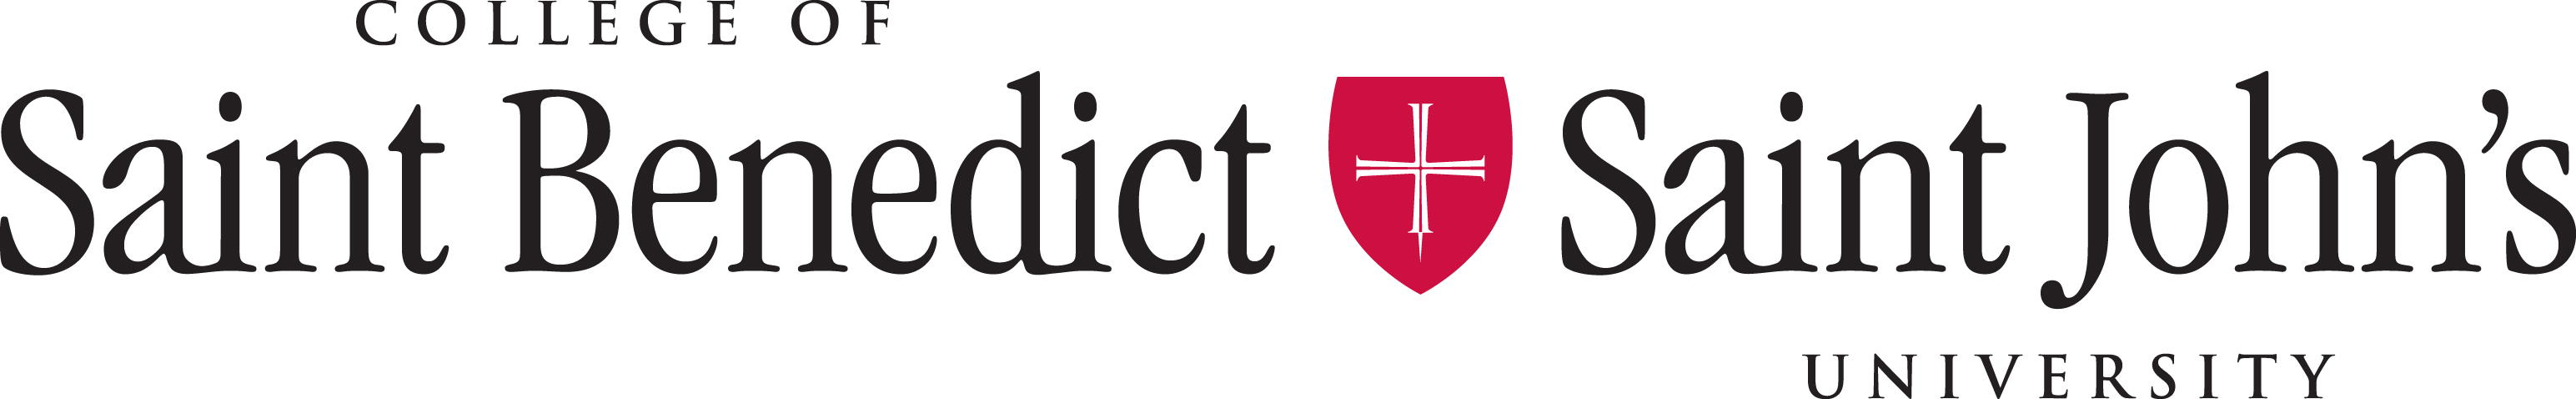 COLLEGE OF
Saint Benedict Saint John’s
UNIVERSITY